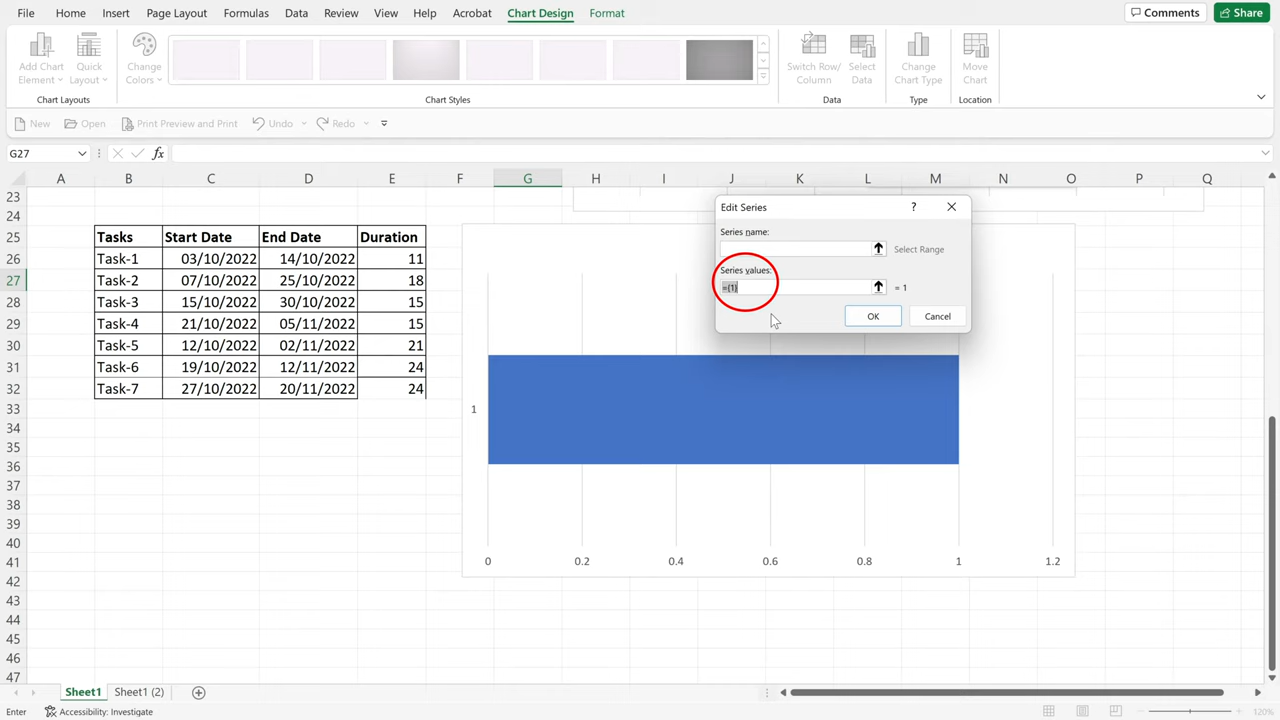 File Home Insert Page Layout Formulas Data Review View Help Acrobat Chart Design Format Comments Share
Add Chart Element Quick Layout Change Colors Switch Row/ Column Select Data Change Chart Type Move Chart
Chart Layouts Chart Styles Data Type Location
New Open Print Preview and Print Undo Redo
G27 fx
A B C D E F G H I J K L M N O P Q
23
24
25 Tasks Start Date End Date Duration
26 Task-1 03/10/2022 14/10/2022 11
27 Task-2 07/10/2022 25/10/2022 18
28 Task-3 15/10/2022 30/10/2022 15
29 Task-4 21/10/2022 05/11/2022 15
30 Task-5 12/10/2022 02/11/2022 21
31 Task-6 19/10/2022 12/11/2022 24
32 Task-7 27/10/2022 20/11/2022 24
33
34
35
36
37
38
39
40
41
42
43
44
45
46
47
Edit Series ?
Series name:
Select Range
Series values:
={1} = 1
OK Cancel
1
0 0.2 0.4 0.6 0.8 1 1.2
Sheet1 Sheet1 (2)
Enter Accessibility: Investigate 120%